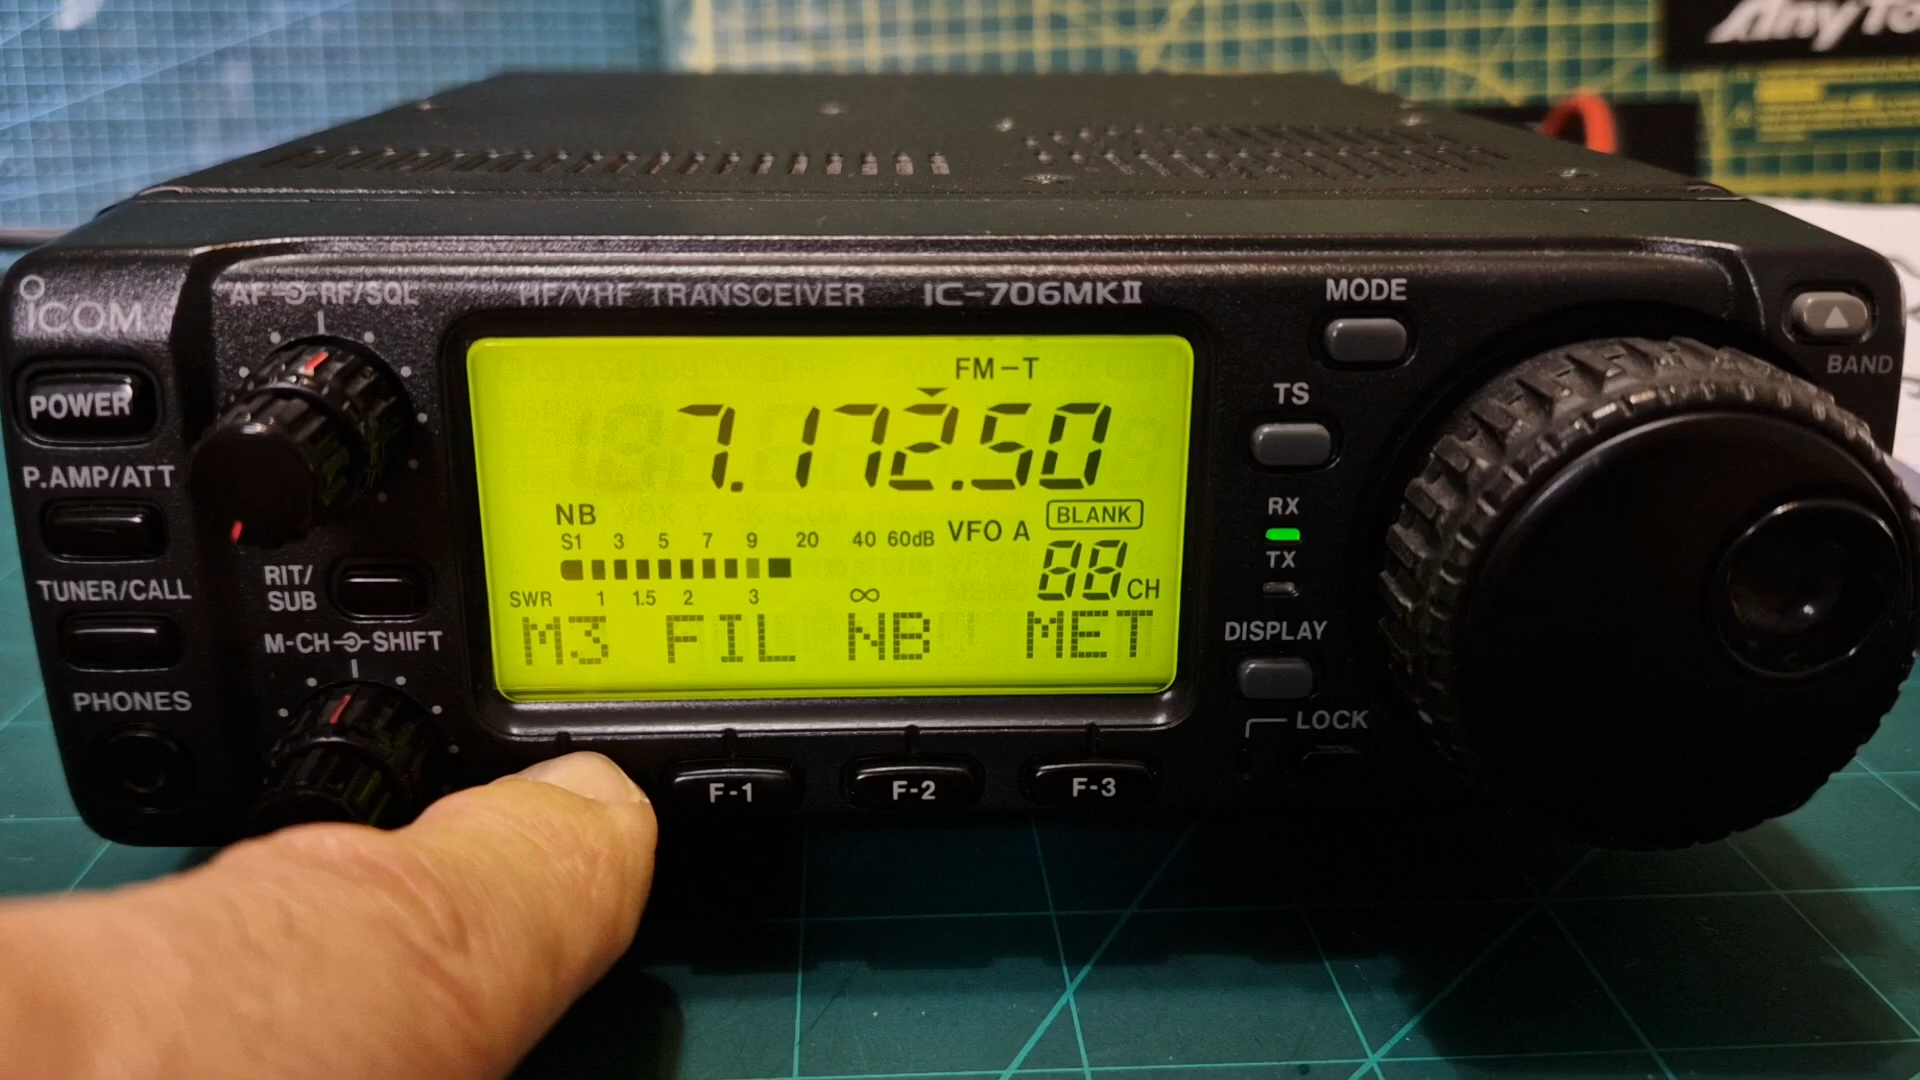 AnyTo
ICOM
AF RF/SQL
HF/VHF TRANSCEIVER IC-706MKII
MODE
BAND
POWER
TS
P.AMP/ATT
FM-T
7.172.50
NB
VFO A BLANK
S1 3 5 7 9 20 40 60dB
88 CH
SWR 1 1.5 2 3 ∞
M3 FIL NB MET
RX
TX
TUNER/CALL
RIT/
SUB
M-CH SHIFT
DISPLAY
PHONES
LOCK
F-1 F-2 F-3